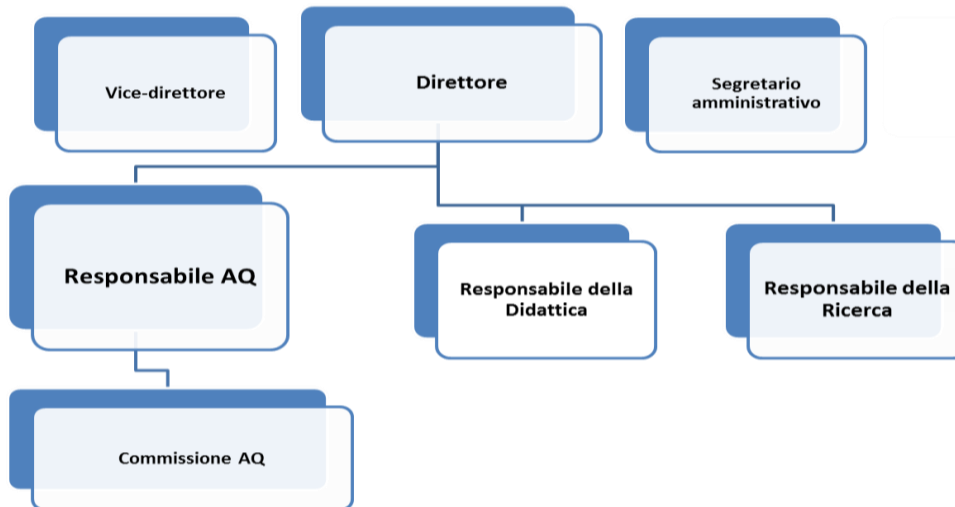 Vice-direttore
Direttore
Segretario
amministrativo
Responsabile AQ
Responsabile della
Didattica
Responsabile della
Ricerca
Commissione AQ